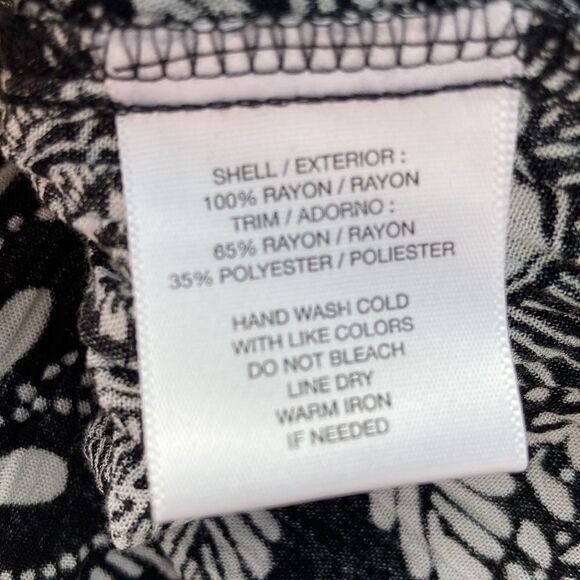 SHELL / EXTERIOR :
100% RAYON / RAYON
TRIM / ADORNO :
65% RAYON / RAYON
35% POLYESTER / POLIESTER
HAND WASH COLD
WITH LIKE COLORS
DO NOT BLEACH
LINE DRY
WARM IRON
IF NEEDED